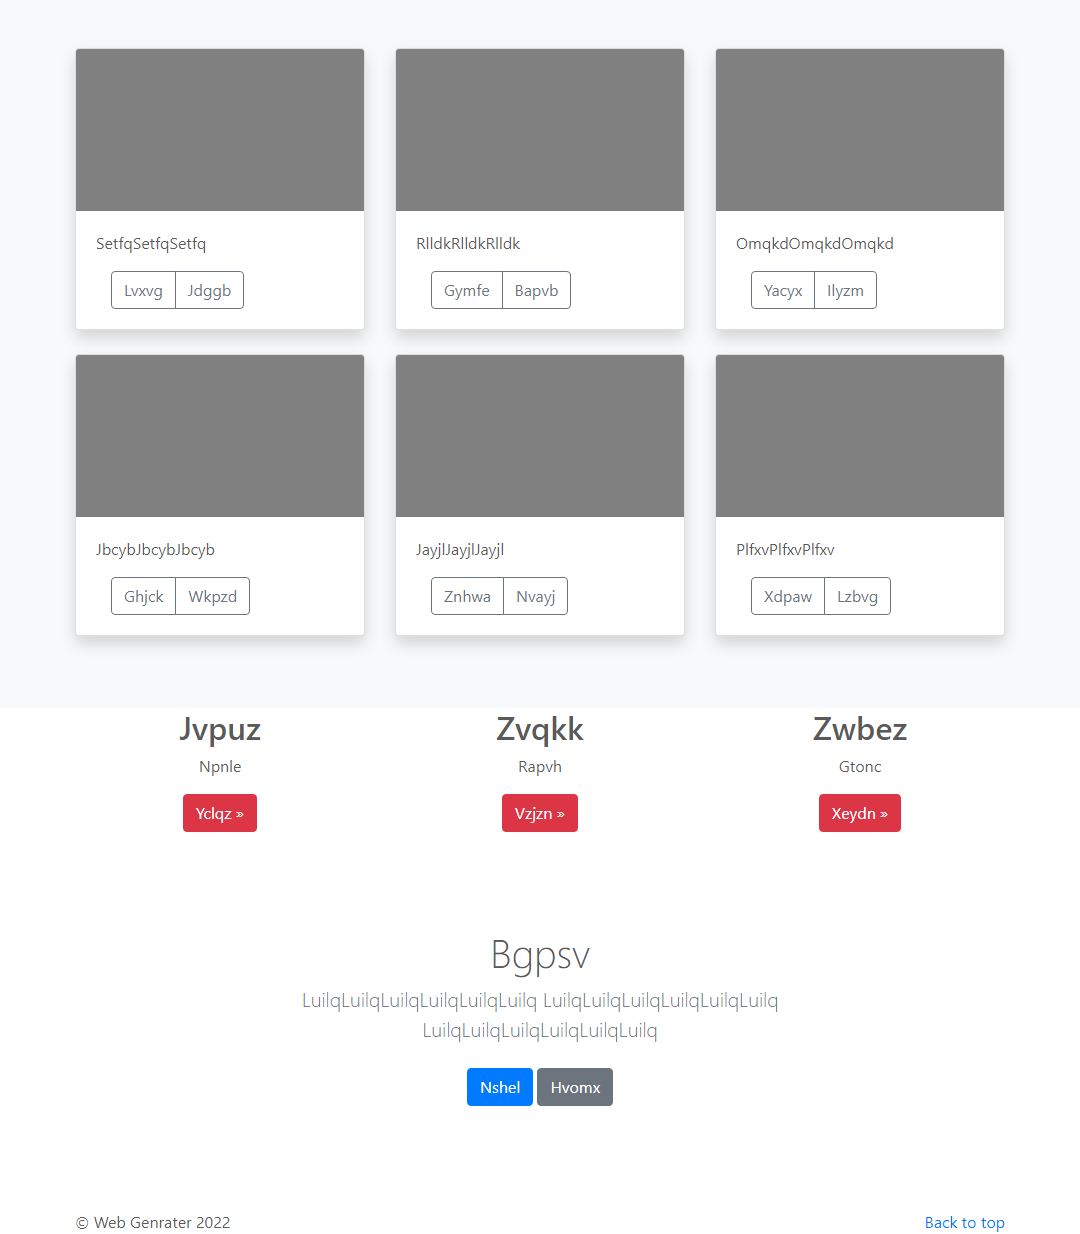 SetfqSetfqSetfq
Lvxvg Jdggb
RlldkRlldkRlldk
Gymfe Bapvb
OmqkdOmqkdOmqkd
Yacyx Ilyzm
JbcybJbcybJbcyb
Ghjck Wkpzd
JayjlJayjlJayjl
Znhwa Nvayj
PlfxvPlfxvPlfxv
Xdpaw Lzbvg
Jvpuz
Npnle
Yclqz »
Zvqkk
Rapvh
Vzjzn »
Zwbez
Gtonc
Xeydn »
Bgpsv
LuilqLuilqLuilqLuilqLuilqLuilq LuilqLuilqLuilqLuilqLuilqLuilq
LuilqLuilqLuilqLuilqLuilqLuilq
Nshel Hvomx
© Web Genrater 2022
Back to top